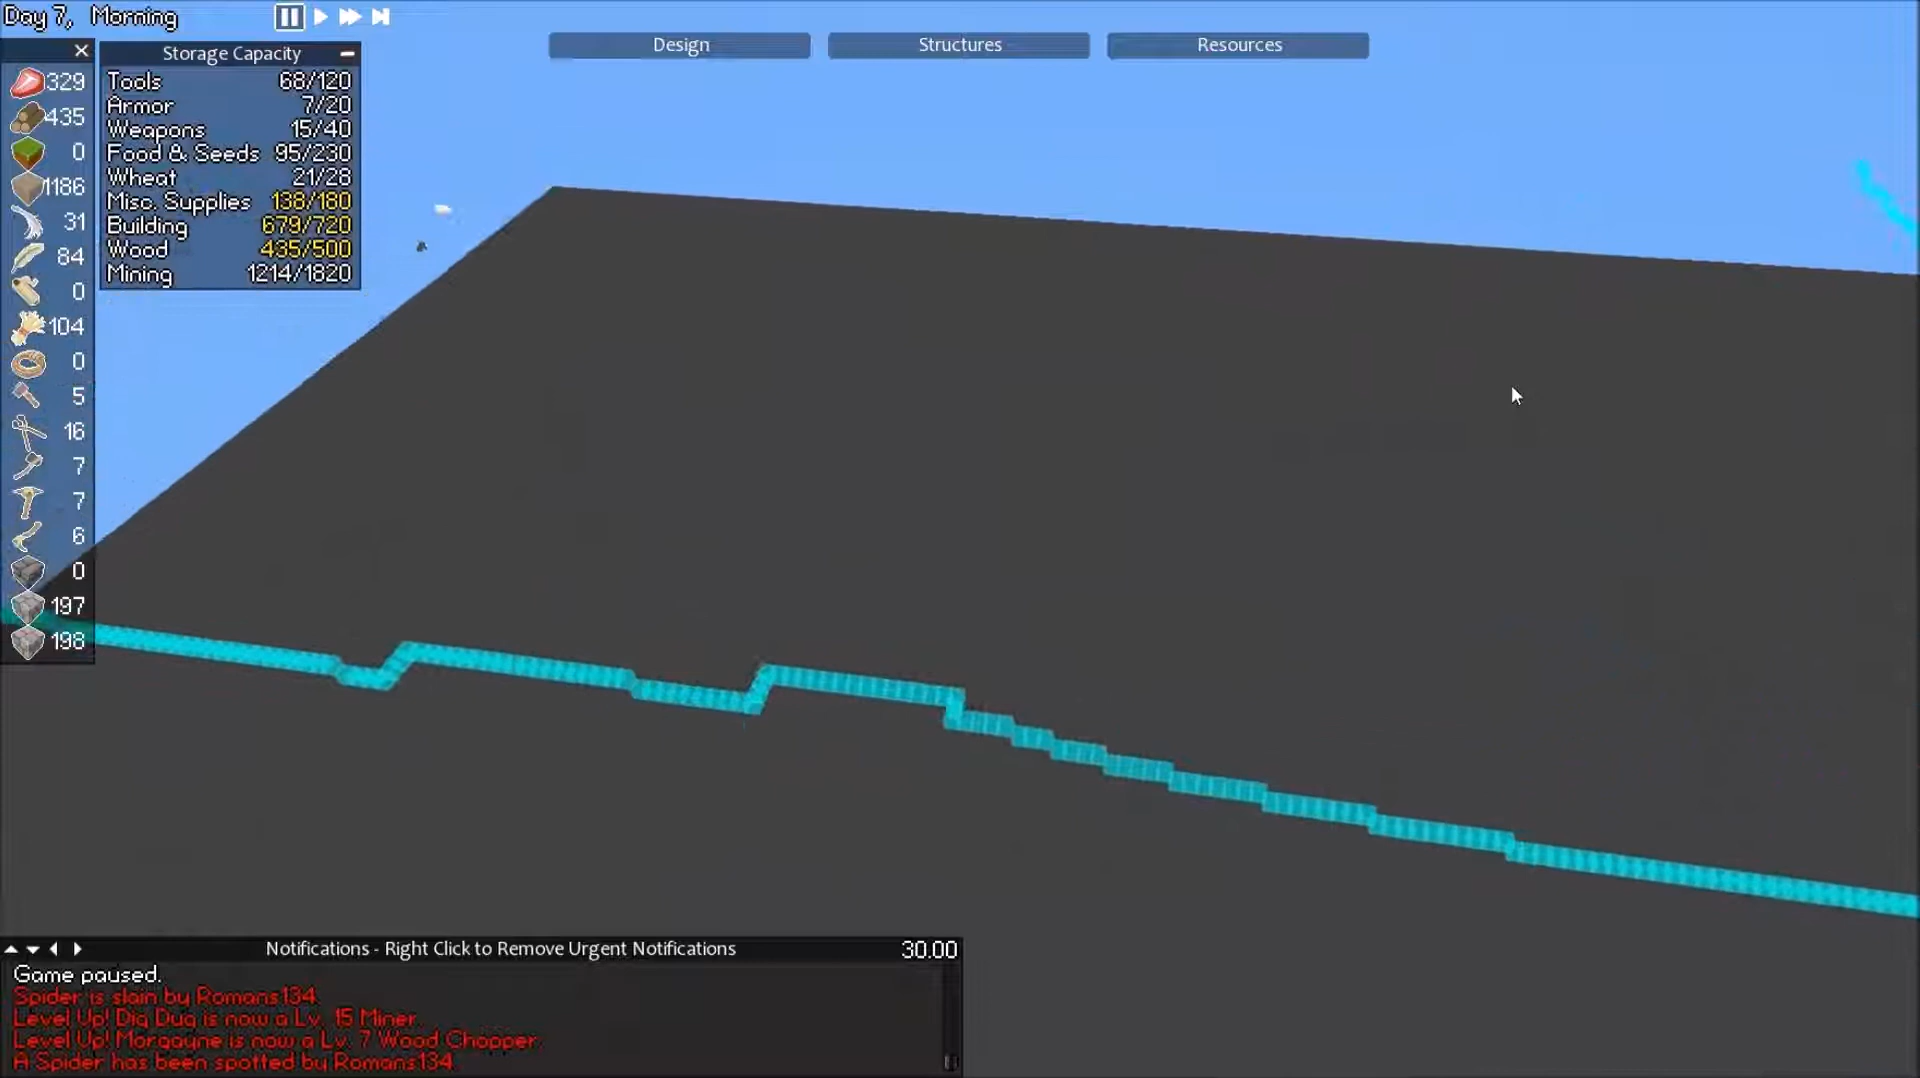 Day 7, Morning
Design
Structures
Resources
Storage Capacity
Tools 68/120
Armor 7/20
Weapons 15/40
Food & Seeds 95/230
Wheat 21/28
Misc. Supplies 138/180
Building 679/720
Wood 435/500
Mining 1214/1820
329
435
0
1186
31
84
0
104
0
5
16
7
7
6
0
197
198
Notifications - Right Click to Remove Urgent Notifications 30.00
Game paused.
Spider is slain by Romans134.
Level Up! Dig Dug is now a Lv. 15 Miner.
Level Up! Morgayne is now a Lv. 7 Wood Chopper.
A Spider has been spotted by Romans134.